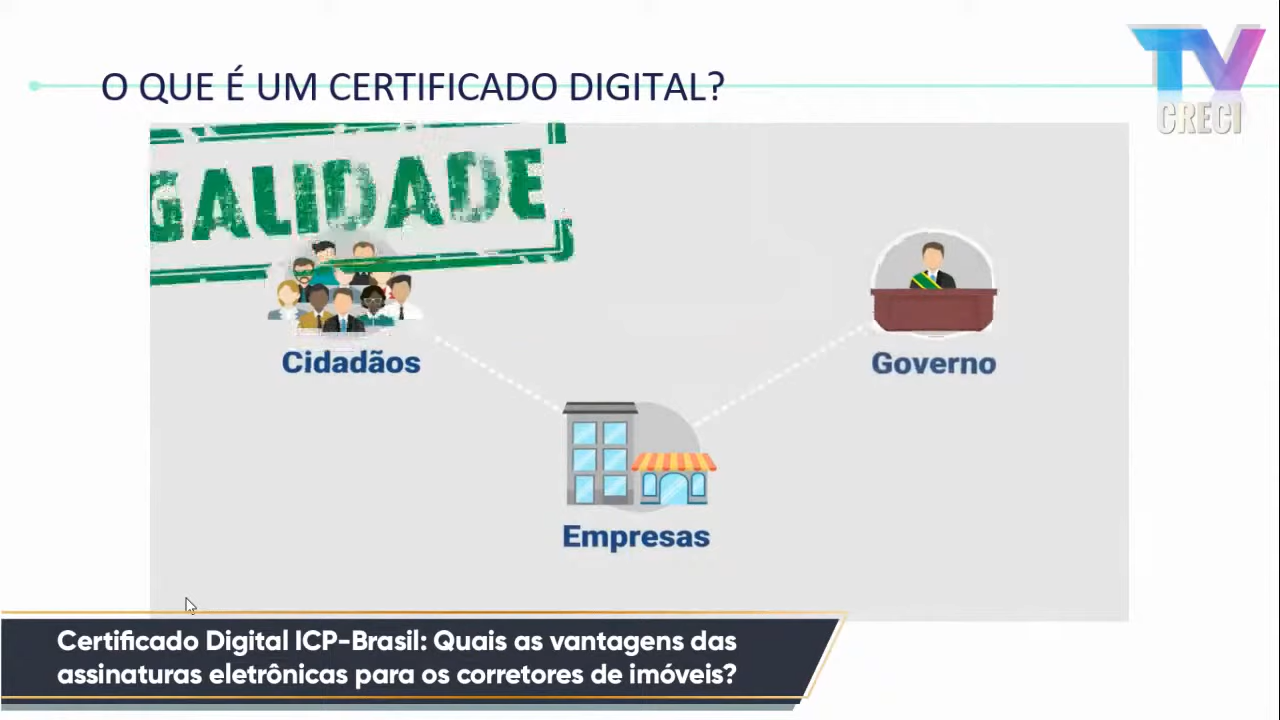 O QUE É UM CERTIFICADO DIGITAL?
TV
CRECI
GALIDADE
Cidadãos
Governo
Empresas
Certificado Digital ICP-Brasil: Quais as vantagens das
assinaturas eletrônicas para os corretores de imóveis?